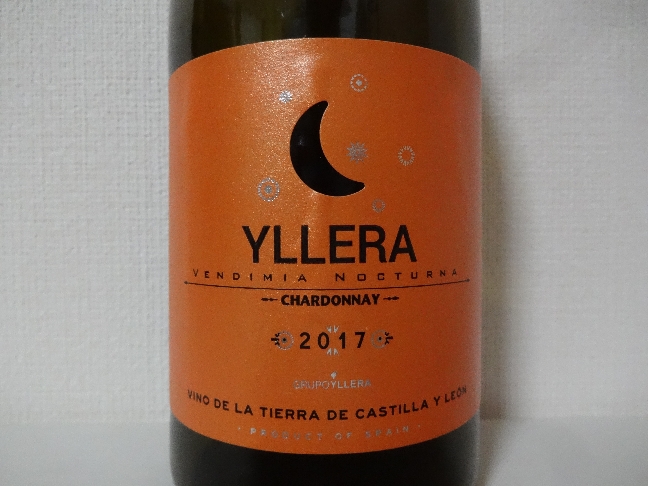 YLLERA
VENDIMIA NOCTURNA
CHARDONNAY
2017
GRUPOYLLERA
VINO DE LA TIERRA DE CASTILLA Y LEÓN
PRODUCT OF SPAIN